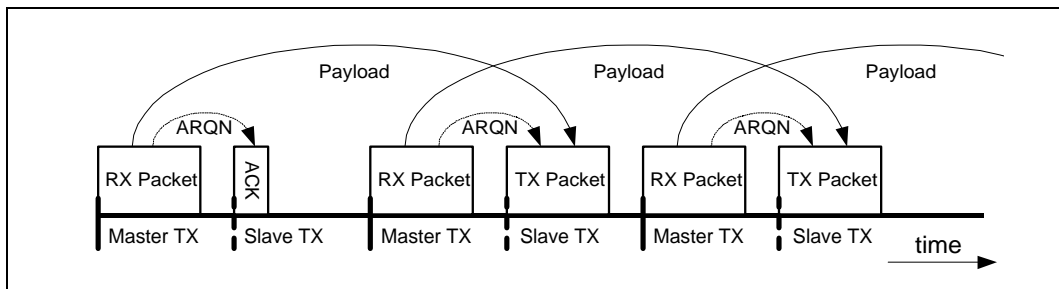 Payload Payload Payload
ARQN ARQN ARQN
RX Packet ACK RX Packet TX Packet RX Packet TX Packet
Master TX Slave TX Master TX Slave TX Master TX Slave TX
time